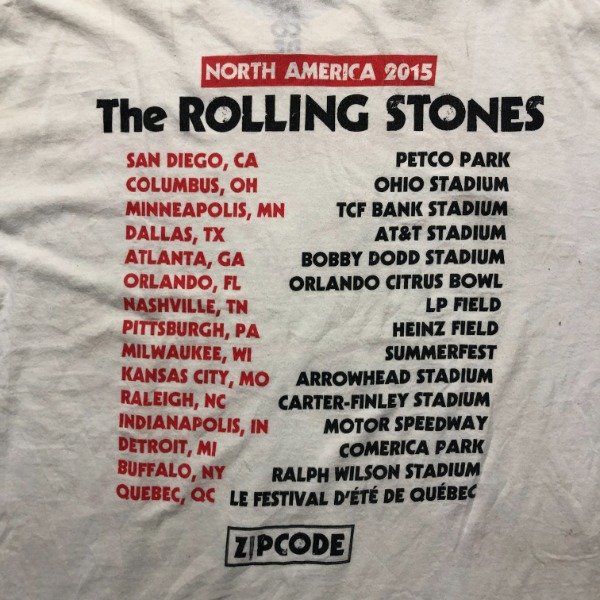 NORTH AMERICA 2015
The ROLLING STONES
SAN DIEGO, CA PETCO PARK
COLUMBUS, OH OHIO STADIUM
MINNEAPOLIS, MN TCF BANK STADIUM
DALLAS, TX AT&T STADIUM
ATLANTA, GA BOBBY DODD STADIUM
ORLANDO, FL ORLANDO CITRUS BOWL
NASHVILLE, TN LP FIELD
PITTSBURGH, PA HEINZ FIELD
MILWAUKEE, WI SUMMERFEST
KANSAS CITY, MO ARROWHEAD STADIUM
RALEIGH, NC CARTER-FINLEY STADIUM
INDIANAPOLIS, IN MOTOR SPEEDWAY
DETROIT, MI COMERICA PARK
BUFFALO, NY RALPH WILSON STADIUM
QUEBEC, QC LE FESTIVAL D'ÉTÉ DE QUÉBEC
ZIPCODE